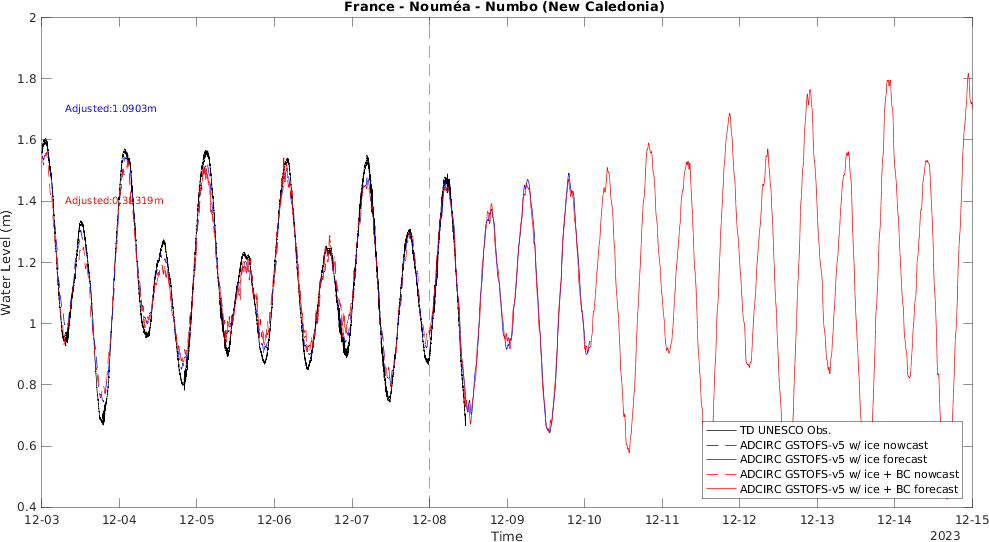 France - Nouméa - Numbo (New Caledonia)
2
1.8
1.6
1.4
1.2
1
0.8
0.6
0.4
Water Level (m)
Adjusted:1.0903m
TD UNESCO Obs.
ADCIRC GSTOFS-v5 w/ ice nowcast
ADCIRC GSTOFS-v5 w/ ice forecast
ADCIRC GSTOFS-v5 w/ ice + BC nowcast
ADCIRC GSTOFS-v5 w/ ice + BC forecast
12-03 12-04 12-05 12-06 12-07 12-08 12-09 12-10 12-11 12-12 12-13 12-14 12-15
Time
2023